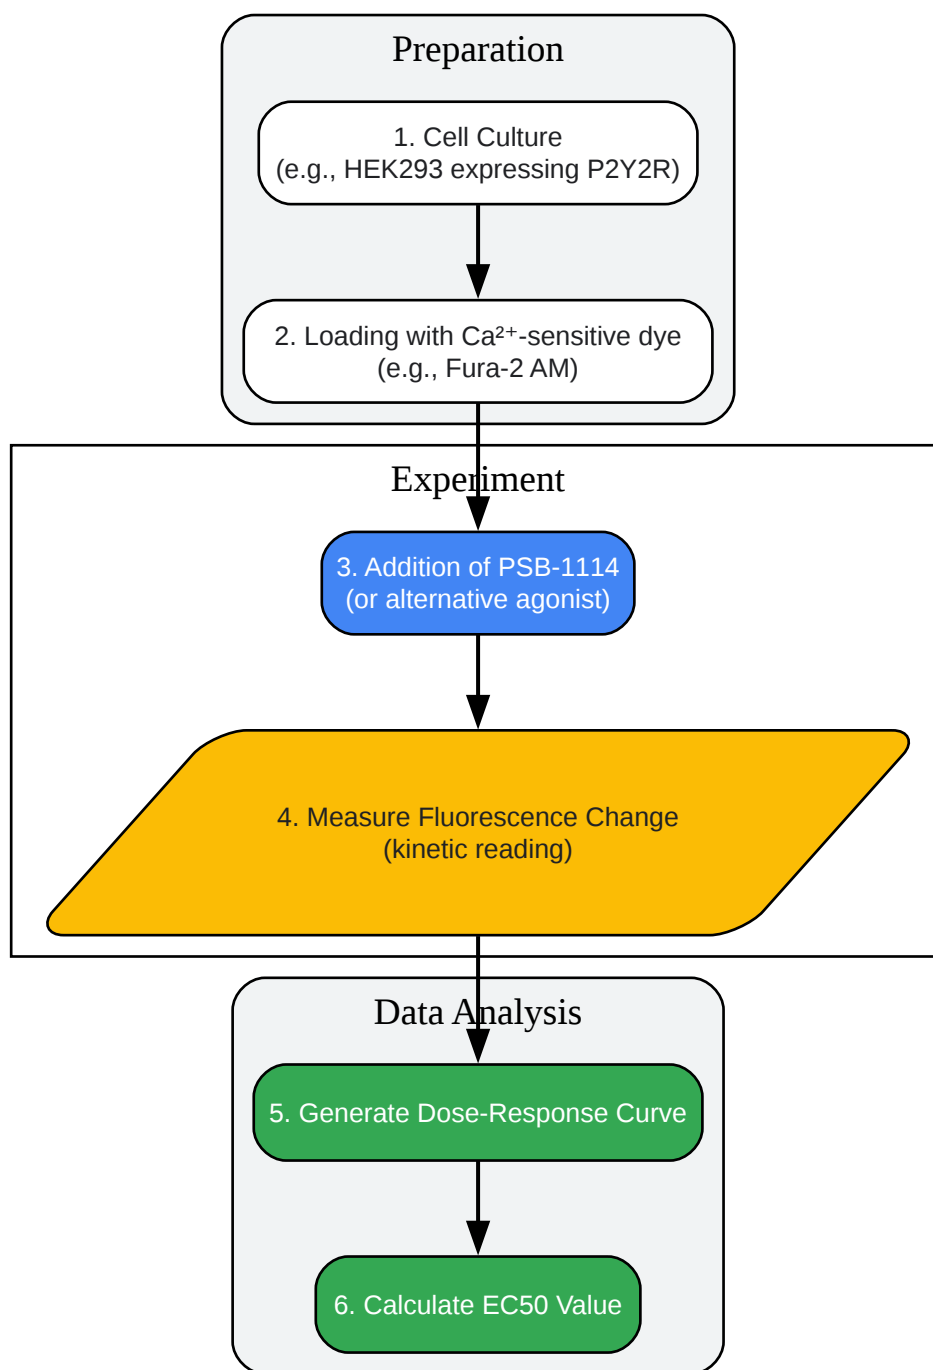 Preparation
1. Cell Culture
(e.g., HEK293 expressing P2Y2R)
2. Loading with Ca²⁺-sensitive dye
(e.g., Fura-2 AM)
Experiment
3. Addition of PSB-1114
(or alternative agonist)
4. Measure Fluorescence Change
(kinetic reading)
Data Analysis
5. Generate Dose-Response Curve
6. Calculate EC50 Value